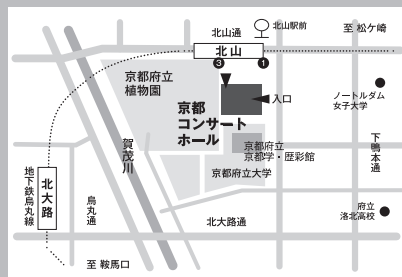 北山通
北山駅前
至 松ケ崎
北山
3
1
京都府立
植物園
入口
ノートルダム
女子大学
京都
コンサート
ホール
賀茂川
京都府立
京都学・歴彩館
下鴨本通
京都府立大学
地下鉄烏丸線
北大路
烏丸通
北大路通
府立
洛北高校
至 鞍馬口